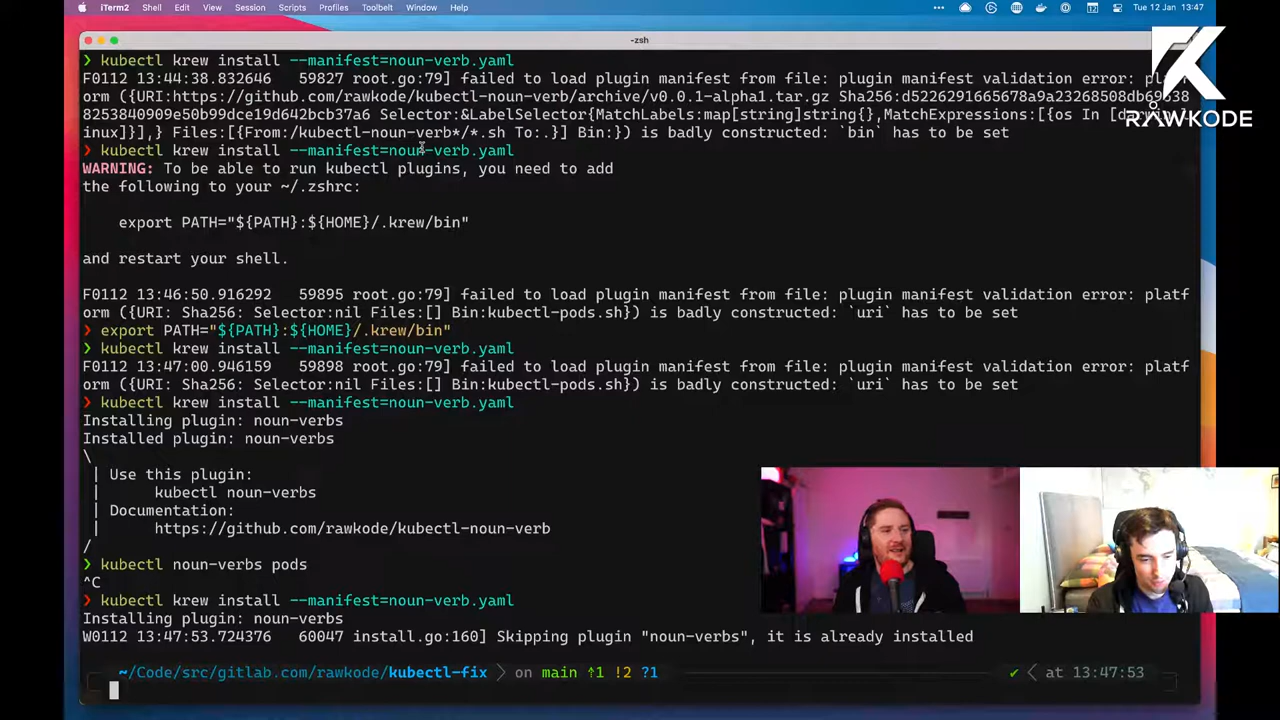 iTerm2 Shell Edit View Session Scripts Profiles Toolbelt Window Help
Tue 12 Jan 13:47
-zsh
RAWKODE
❯ kubectl krew install --manifest=noun-verb.yaml
F0112 13:44:38.832646   59827 root.go:79] failed to load plugin manifest from file: plugin manifest validation error: platf
orm ({URI:https://github.com/rawkode/kubectl-noun-verb/archive/v0.0.1-alpha1.tar.gz Sha256:d5226291665678a9a23268508db69538
8253840909e50b99dce19d642bcb37a6 Selector:&LabelSelector{MatchLabels:map[string]string{},MatchExpressions:[{os In [darwin l
inux]}],} Files:[{From:/kubectl-noun-verb*/*.sh To:.}] Bin:}) is badly constructed: `bin` has to be set
❯ kubectl krew install --manifest=noun-verb.yaml
WARNING: To be able to run kubectl plugins, you need to add
the following to your ~/.zshrc:
export PATH="${PATH}:${HOME}/.krew/bin"
and restart your shell.
F0112 13:46:50.916292   59895 root.go:79] failed to load plugin manifest from file: plugin manifest validation error: platf
orm ({URI: Sha256: Selector:nil Files:[] Bin:kubectl-pods.sh}) is badly constructed: `uri` has to be set
❯ export PATH="${PATH}:${HOME}/.krew/bin"
❯ kubectl krew install --manifest=noun-verb.yaml
F0112 13:47:00.946159   59898 root.go:79] failed to load plugin manifest from file: plugin manifest validation error: platf
orm ({URI: Sha256: Selector:nil Files:[] Bin:kubectl-pods.sh}) is badly constructed: `uri` has to be set
❯ kubectl krew install --manifest=noun-verb.yaml
Installing plugin: noun-verbs
Installed plugin: noun-verbs
\
| Use this plugin:
|      kubectl noun-verbs
| Documentation:
|      https://github.com/rawkode/kubectl-noun-verb
/
❯ kubectl noun-verbs pods
^C
❯ kubectl krew install --manifest=noun-verb.yaml
Installing plugin: noun-verbs
W0112 13:47:53.724376   60047 install.go:160] Skipping plugin "noun-verbs", it is already installed
~/Code/src/gitlab.com/rawkode/kubectl-fix on main ↑1 !2 ?1 ✔ at 13:47:53